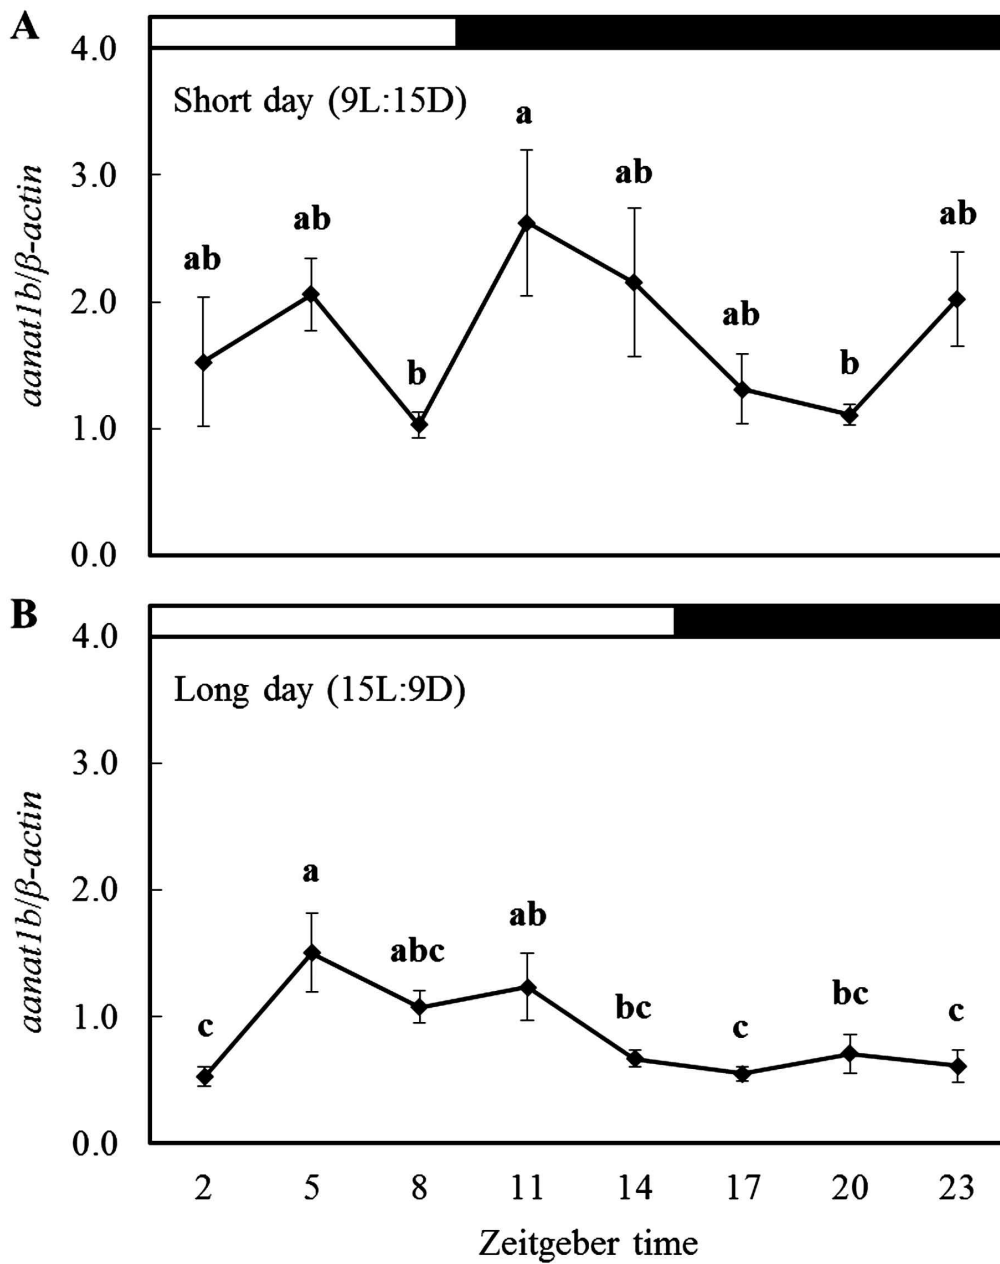 A
4.0
Short day (9L:15D)
a
3.0
ab
ab
ab
ab
ab
2.0
b
b
1.0
0.0
aanat1b/β-actin
B
4.0
Long day (15L:9D)
3.0
2.0
a
ab
abc
1.0
c
bc
c
bc
c
0.0
aanat1b/β-actin
2 5 8 11 14 17 20 23
Zeitgeber time